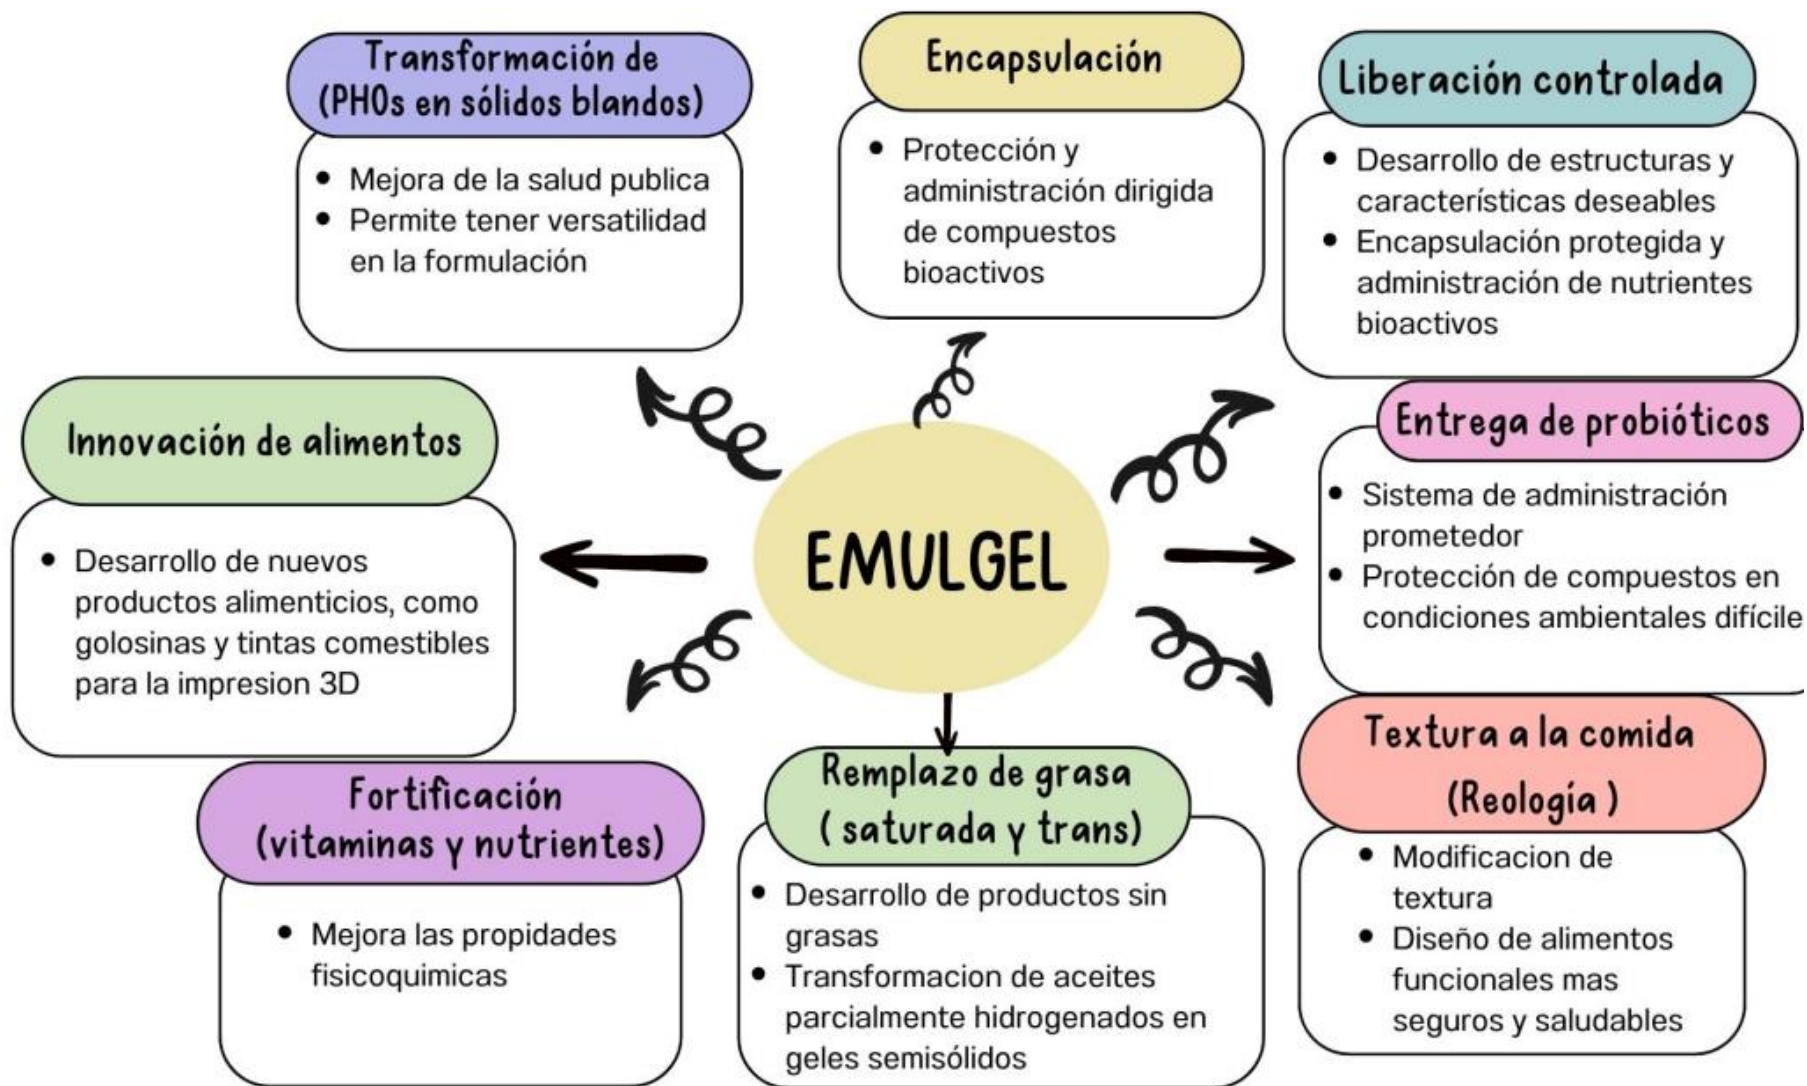 Transformación de
(PHOs en sólidos blandos)
• Mejora de la salud publica
• Permite tener versatilidad
en la formulación
Encapsulación
• Protección y
administración dirigida
de compuestos
bioactivos
Liberación controlada
• Desarrollo de estructuras y
características deseables
• Encapsulación protegida y
administración de nutrientes
bioactivos
Innovación de alimentos
• Desarrollo de nuevos
productos alimenticios, como
golosinas y tintas comestibles
para la impresion 3D
EMULGEL
Entrega de probióticos
• Sistema de administración
prometedor
• Protección de compuestos en
condiciones ambientales difícile
Fortificación
(vitaminas y nutrientes)
• Mejora las propidades
fisicoquimicas
Remplazo de grasa
( saturada y trans)
• Desarrollo de productos sin
grasas
• Transformacion de aceites
parcialmente hidrogenados en
geles semisólidos
Textura a la comida
(Reología )
• Modificacion de
textura
• Diseño de alimentos
funcionales mas
seguros y saludables